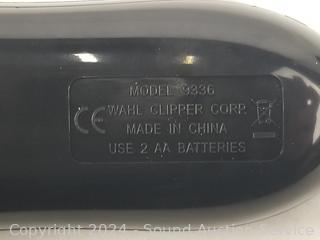 MODEL 9336
CE WAHL CLIPPER CORP.
MADE IN CHINA
USE 2 AA BATTERIES
Copyright 2024 - Sound Auction Service